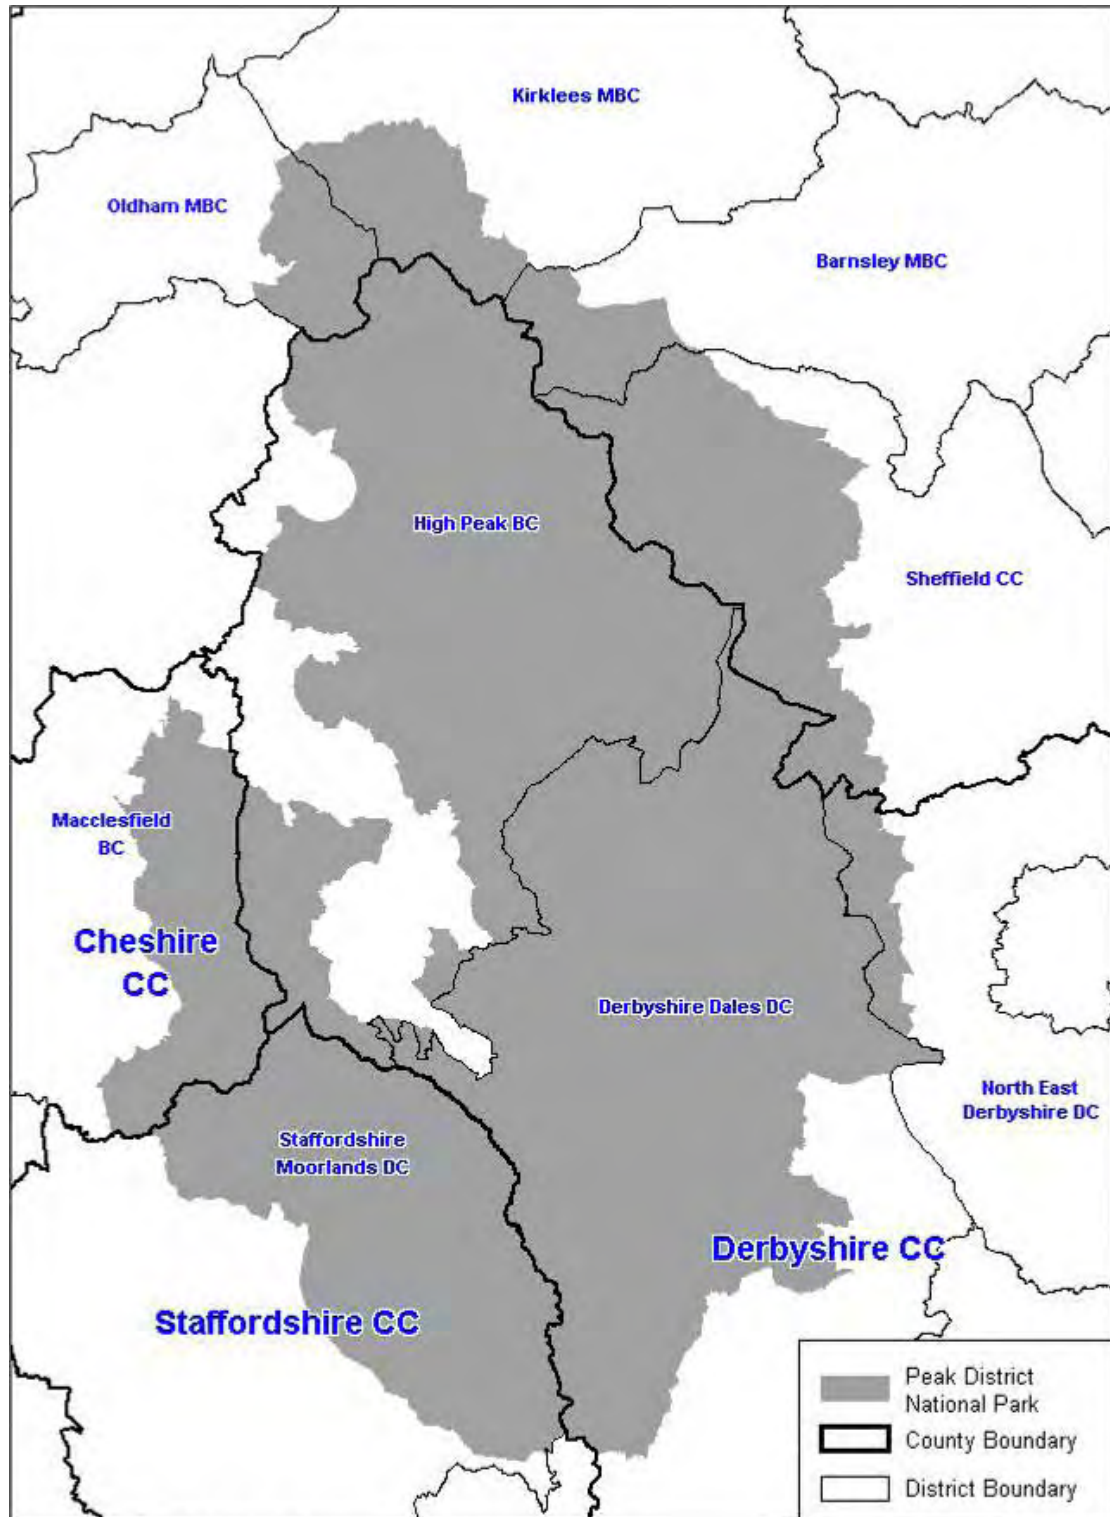 Kirklees MBC
Oldham MBC
Barnsley MBC
High Peak BC
Sheffield CC
Macclesfield
BC
Cheshire
CC
Derbyshire Dales DC
North East
Derbyshire DC
Staffordshire
Moorlands DC
Derbyshire CC
Staffordshire CC
Peak District
National Park
County Boundary
District Boundary